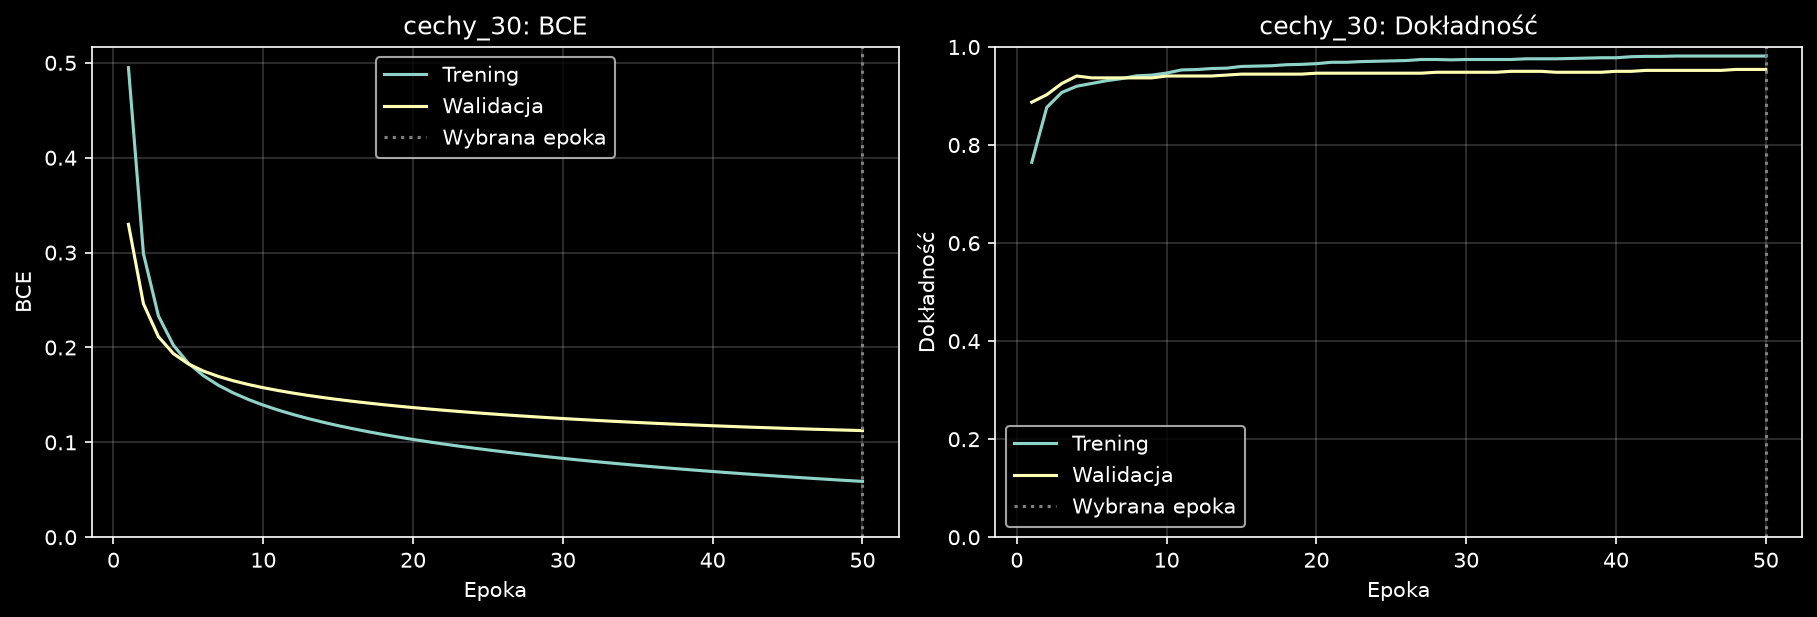 cechy_30: BCE
0.5
0.4
0.3
0.2
0.1
0.0
BCE
Trening
Walidacja
Wybrana epoka
0 10 20 30 40 50
Epoka
cechy_30: Dokładność
1.0
0.8
0.6
0.4
0.2
0.0
Dokładność
Trening
Walidacja
Wybrana epoka
0 10 20 30 40 50
Epoka